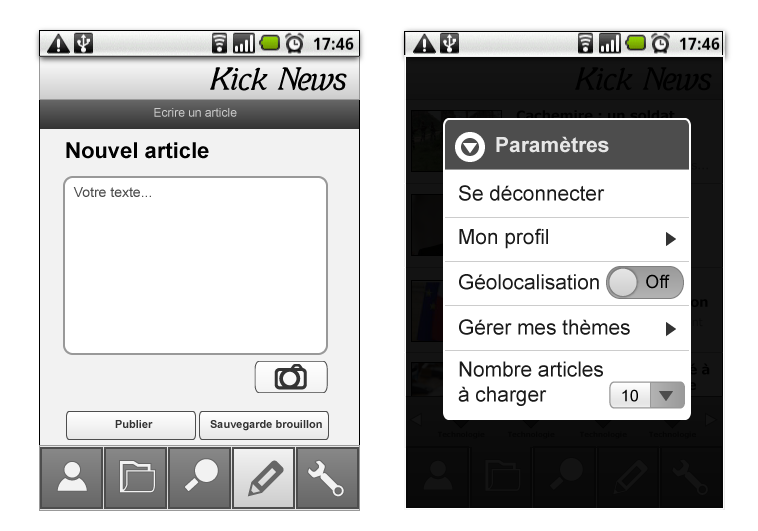 17:46
Kick News
Ecrire un article
Nouvel article
Votre texte...
Publier
Sauvegarde brouillon
17:46
Kick News
Cachemire : un soldat
Paramètres
Se déconnecter
Mon profil
Géolocalisation
Off
Gérer mes thèmes
Nombre articles
à charger
10